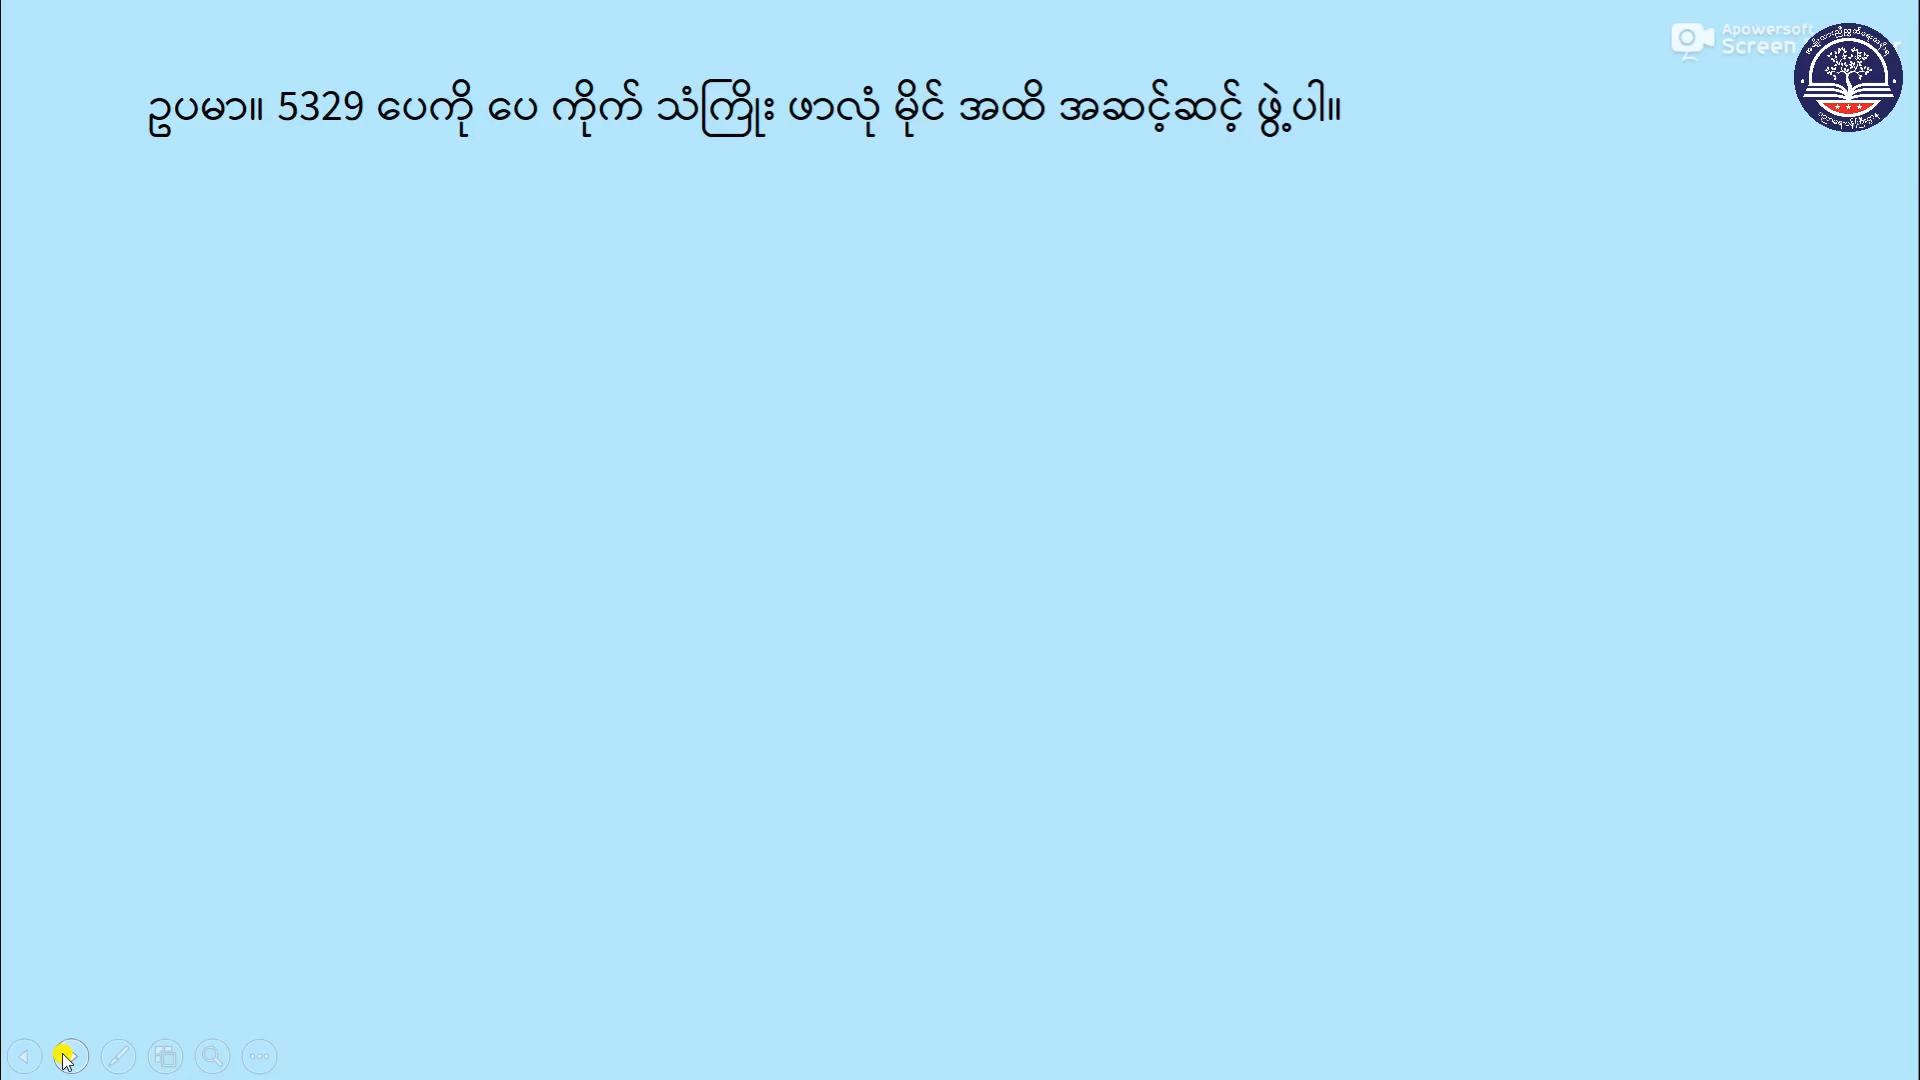 Apowersoft
Screen
ဥပမာ။ 5329 ပေကို ပေ ကိုက် သံကြိုး ဖာလုံ မိုင် အထိ အဆင့်ဆင့် ဖွဲ့ပါ။